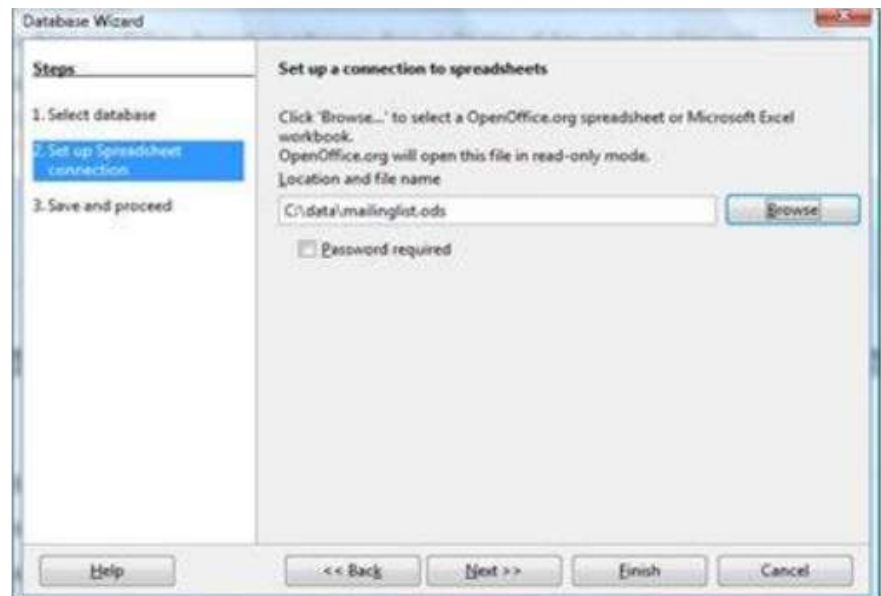 Database Wizard
Steps
1. Select database
2. Set up Spreadsheet
connection
3. Save and proceed
Set up a connection to spreadsheets
Click 'Browse...' to select a OpenOffice.org spreadsheet or Microsoft Excel
workbook.
OpenOffice.org will open this file in read-only mode.
Location and file name
C:\data\mailinglist.ods
Browse
Password required
Help
<< Back
Next >>
Finish
Cancel